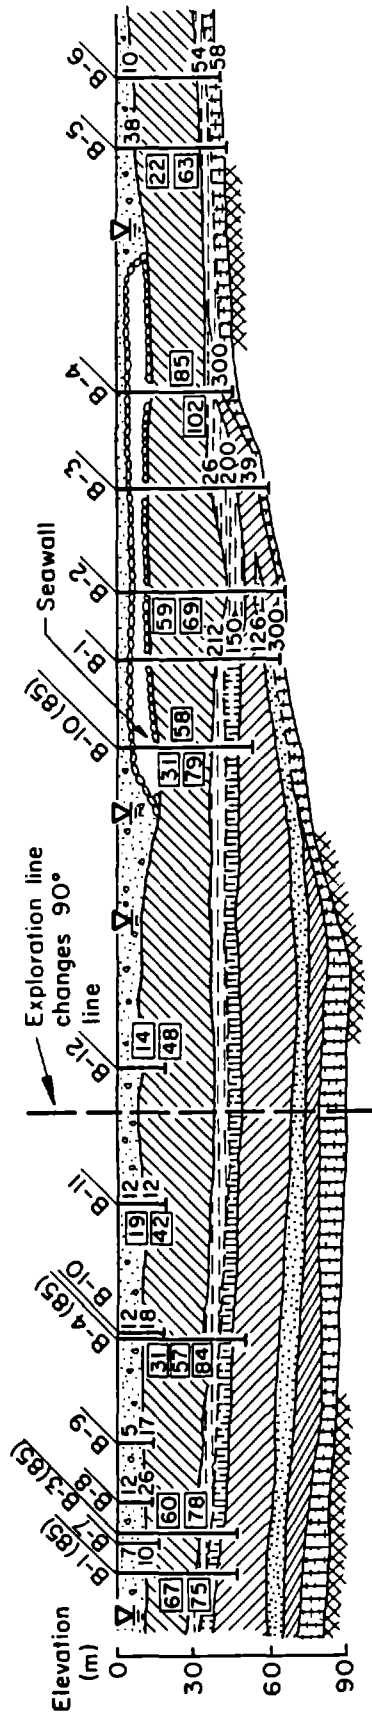 Elevation
(m)
0
30
60
90
B-1 (85)
B-7
B-3 (85)
B-8
B-9
B-4 (85)
B-10
B-11
Exploration line
changes 90°
line
B-12
B-10 (85)
Seawall
B-1
B-2
B-3
B-4
B-5
B-6
67
75
7
10
60
78
12
26
5
17
31
57
84
12
18
19
42
12
12
14
48
31
79
58
212
150
126
300
59
69
26
200
39
102
85
300
22
63
38
10
54
58